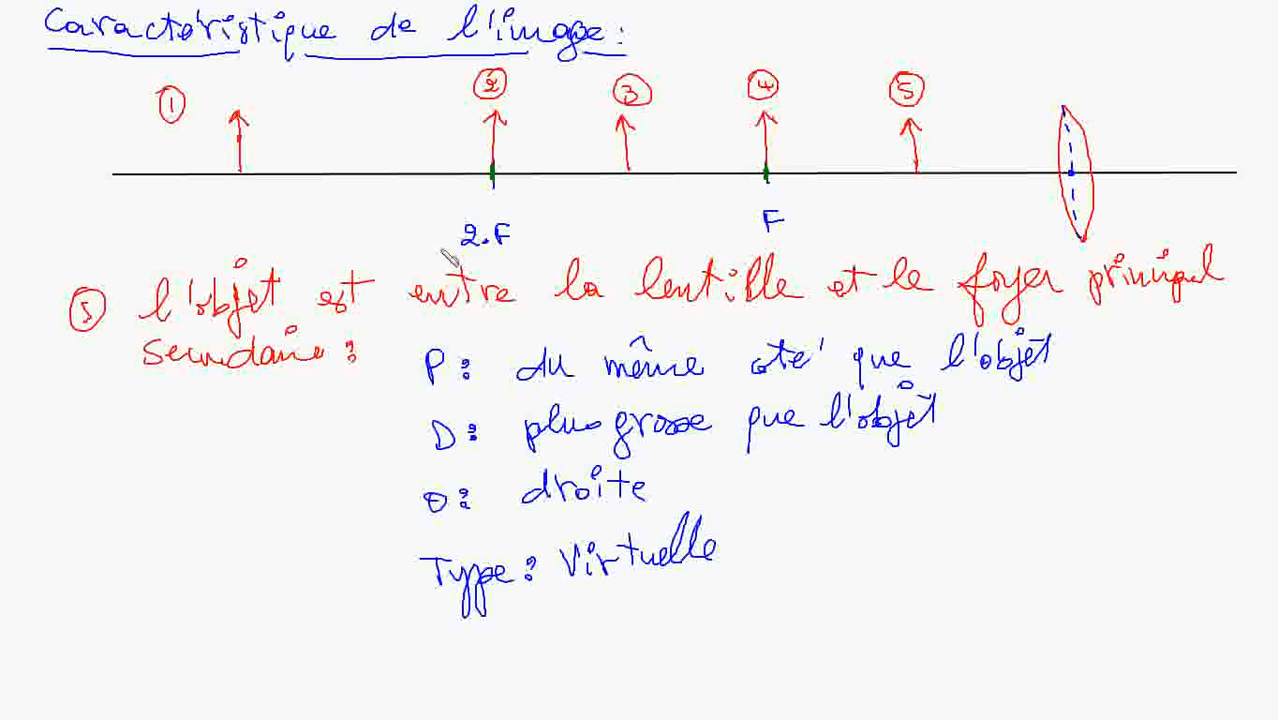 Caractéristique de l'image:
① ② ③ ④ ⑤
2.F F
⑤ l'objet est entre la lentille et le foyer principal
secondaire:
P: du même côté que l'objet
D: plus grosse que l'objet
O: droite
Type: Virtuelle